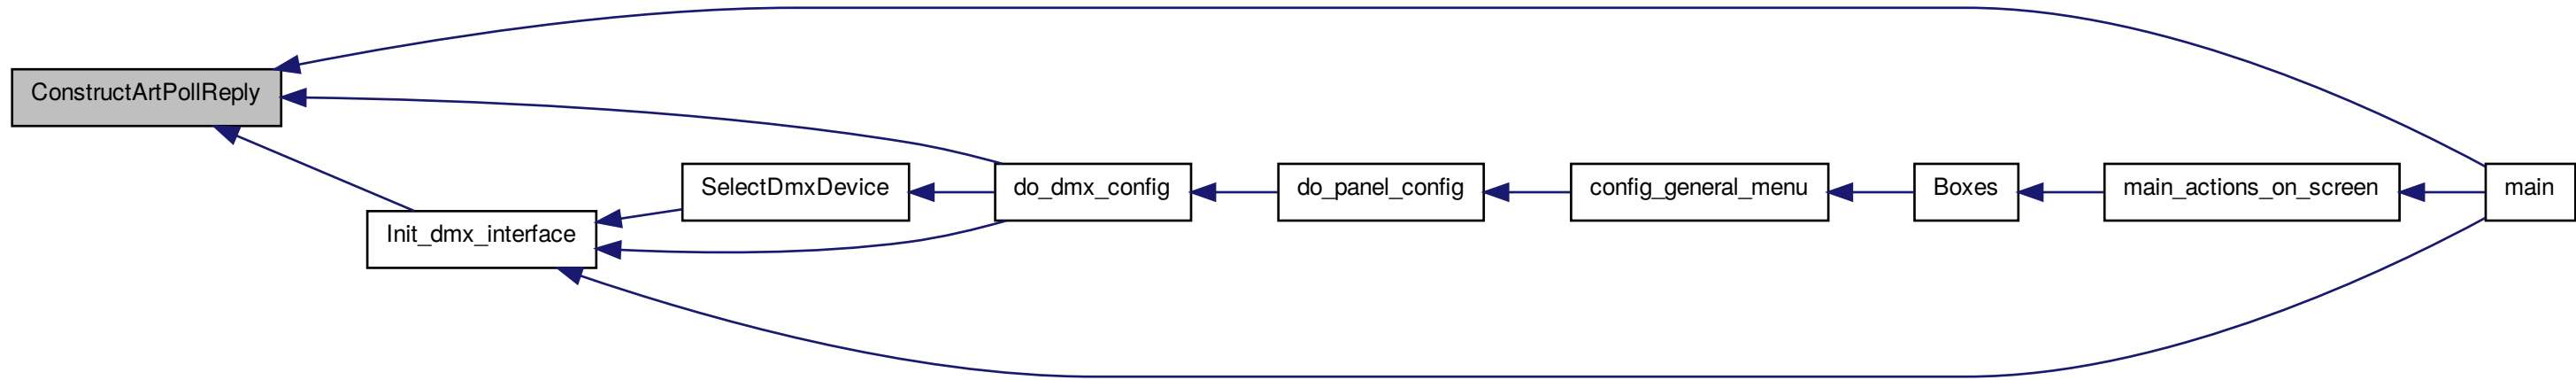 ConstructArtPollReply
Init_dmx_interface
SelectDmxDevice
do_dmx_config
do_panel_config
config_general_menu
Boxes
main_actions_on_screen
main